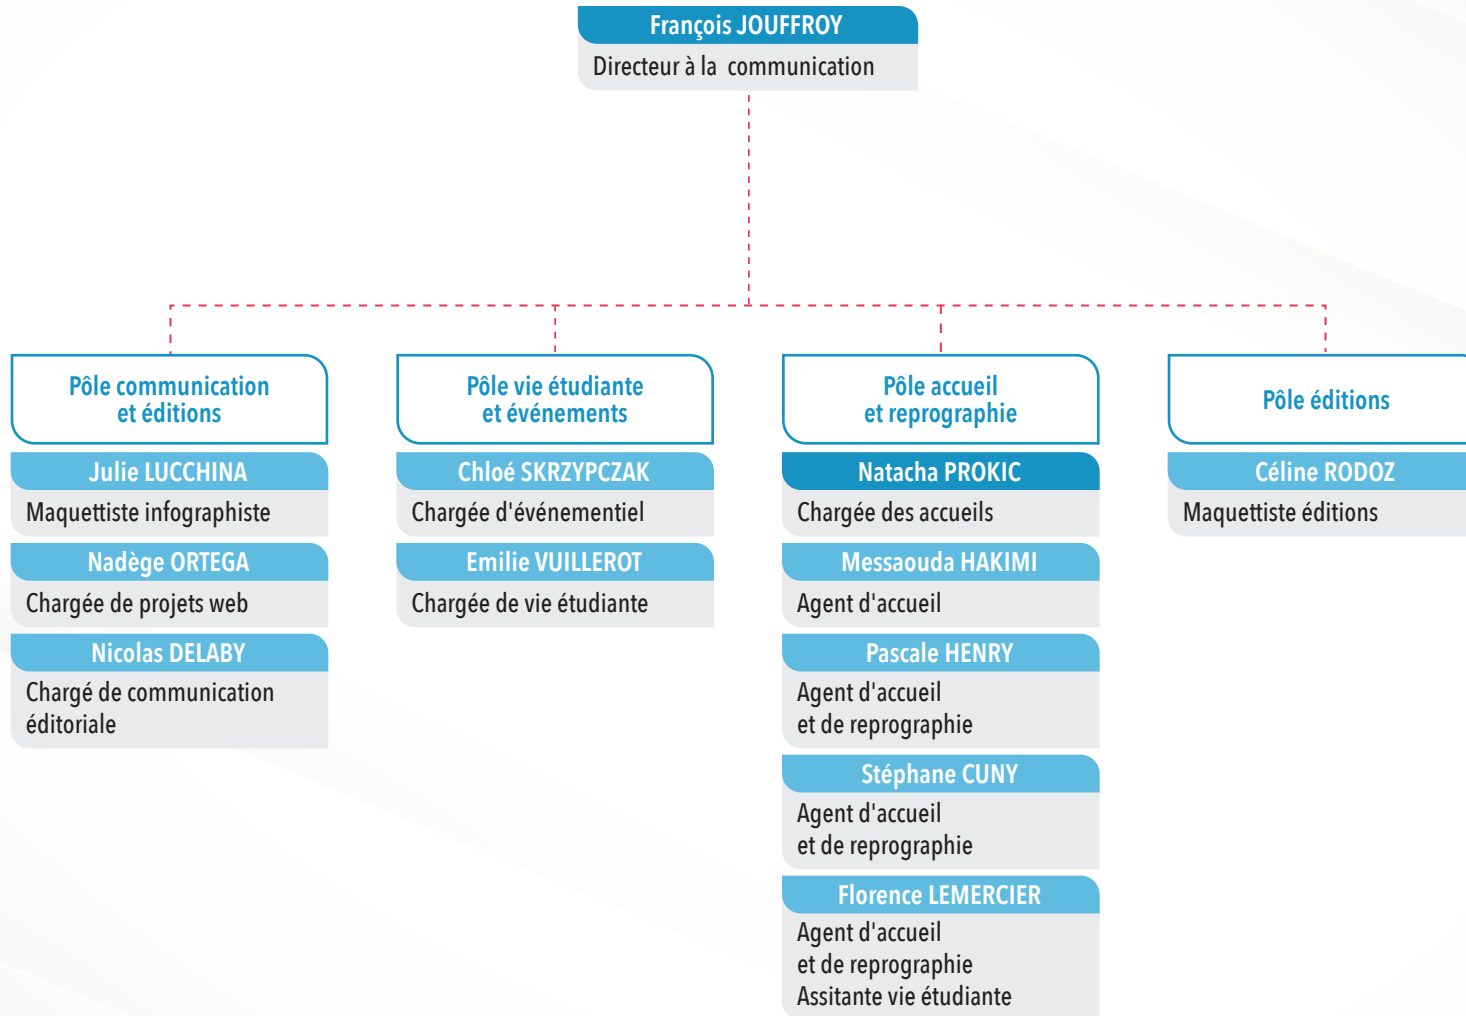 François JOUFFROY
Directeur à la communication
Pôle communication
et éditions
Julie LUCCHINA
Maquettiste infographiste
Nadège ORTEGA
Chargée de projets web
Nicolas DELABY
Chargé de communication
éditoriale
Pôle vie étudiante
et événements
Chloé SKRZYPCZAK
Chargée d'événementiel
Emilie VUILLEROT
Chargée de vie étudiante
Pôle accueil
et reprographie
Natacha PROKIC
Chargée des accueils
Messaouda HAKIMI
Agent d'accueil
Pascale HENRY
Agent d'accueil
et de reprographie
Stéphane CUNY
Agent d'accueil
et de reprographie
Florence LEMERCIER
Agent d'accueil
et de reprographie
Assitante vie étudiante
Pôle éditions
Céline RODOZ
Maquettiste éditions